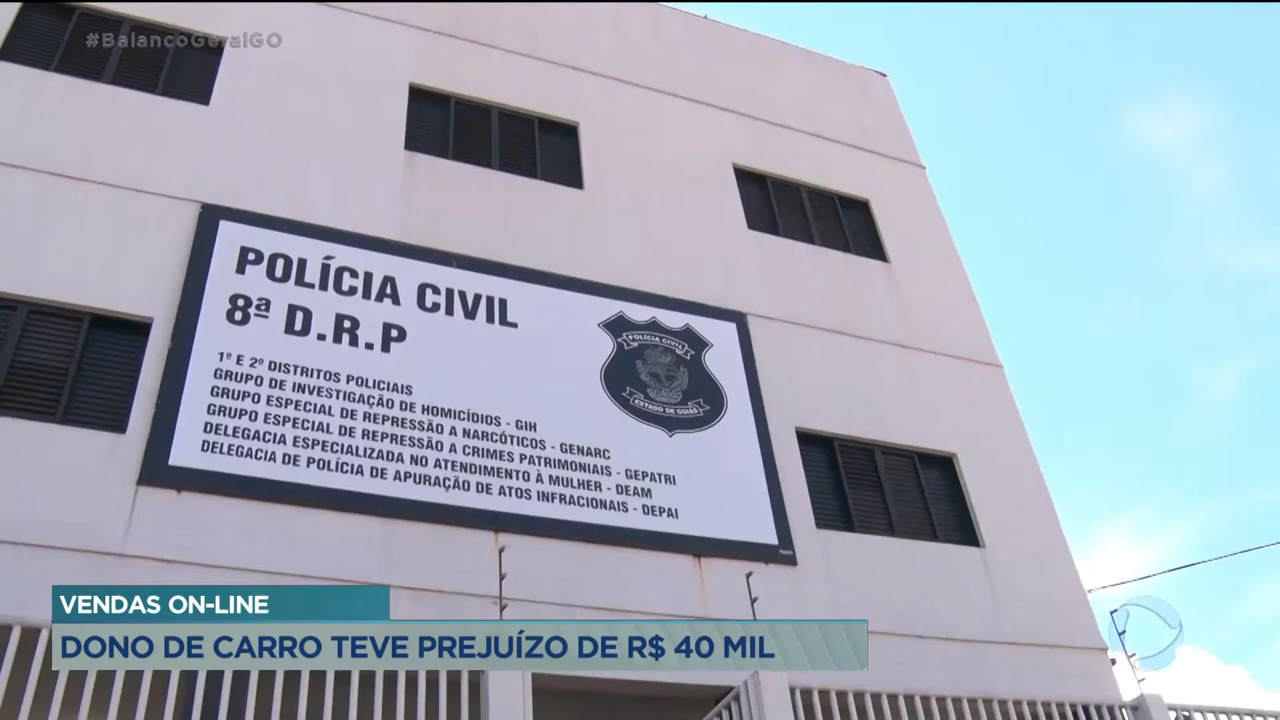 #BalancoGeralGO
POLÍCIA CIVIL
8ª D.R.P
1º E 2º DISTRITOS POLICIAIS
GRUPO DE INVESTIGAÇÃO DE HOMICÍDIOS - GIH
GRUPO ESPECIAL DE REPRESSÃO A NARCÓTICOS - GENARC
GRUPO ESPECIAL DE REPRESSÃO A CRIMES PATRIMONIAIS - GEPATRI
DELEGACIA ESPECIALIZADA NO ATENDIMENTO À MULHER - DEAM
DELEGACIA DE POLÍCIA DE APURAÇÃO DE ATOS INFRACIONAIS - DEPAI
POLÍCIA CIVIL
ESTADO DE GOIÁS
VENDAS ON-LINE
DONO DE CARRO TEVE PREJUÍZO DE R$ 40 MIL